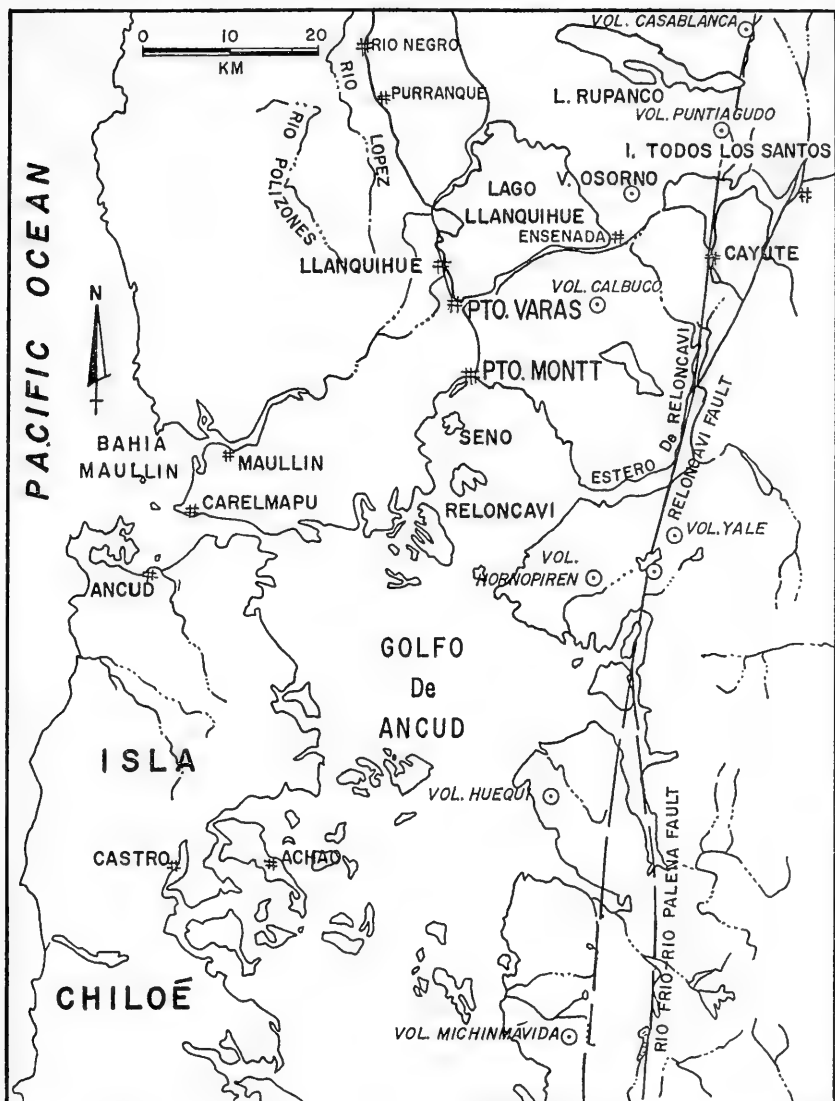 VOL. CASABLANCA
0 10 20
KM
RIO NEGRO
RIO LOPEZ
PURRANQUE
L. RUPANCO
VOL. PUNTIAGUDO
RIO POLIZONES
I. TODOS LOS SANTOS
LAGO
LLANQUIHUE
V. OSORNO
ENSENADA
LLANQUIHUE
CAYUTE
VOL. CALBUCO
N
PTO. VARAS
PACIFIC OCEAN
PTO. MONTT
SENO
RELONCAVI
ESTERO De RELONCAVI
RELONCAVI FAULT
BAHIA
MAULLIN
MAULLIN
CARELMAPU
VOL. YALE
VOL.
HORNOPIREN
ANCUD
GOLFO
De
ANCUD
ISLA
VOL. HUEQUI
CASTRO
ACHAO
RIO FRIO-RIO PALENA FAULT
CHILOÉ
VOL. MICHINMÁVIDA